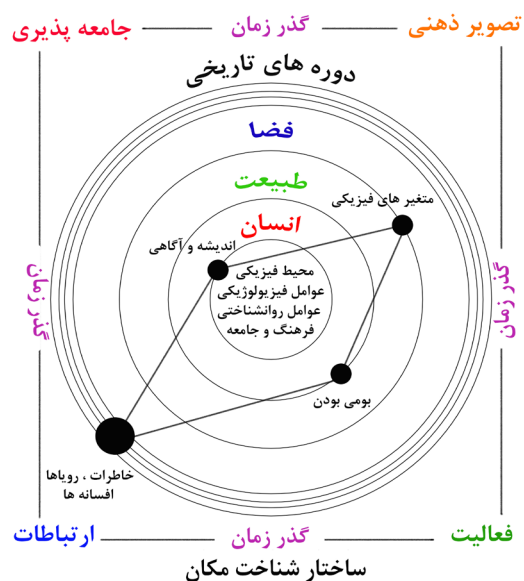 تصویر ذهنی
گذر زمان
جامعه پذیری
دوره های تاریخی
فضا
طبیعت
متغیر های فیزیکی
انسان
اندیشه و آگاهی
محیط فیزیکی
عوامل فیزیولوژیکی
عوامل روانشناختی
فرهنگ و جامعه
گذر زمان
گذر زمان
بومی بودن
خاطرات ، رویاها
افسانه ها
فعالیت
گذر زمان
ارتباطات
ساختار شناخت مکان